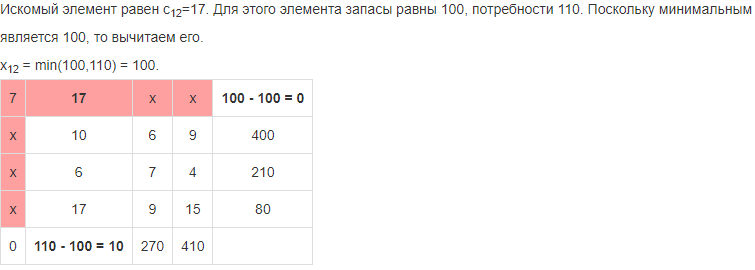 Искомый элемент равен c12=17. Для этого элемента запасы равны 100, потребности 110. Поскольку минимальным
является 100, то вычитаем его.
x12 = min(100,110) = 100.
7 17 x x 100 - 100 = 0
x 10 6 9 400
x 6 7 4 210
x 17 9 15 80
0 110 - 100 = 10 270 410